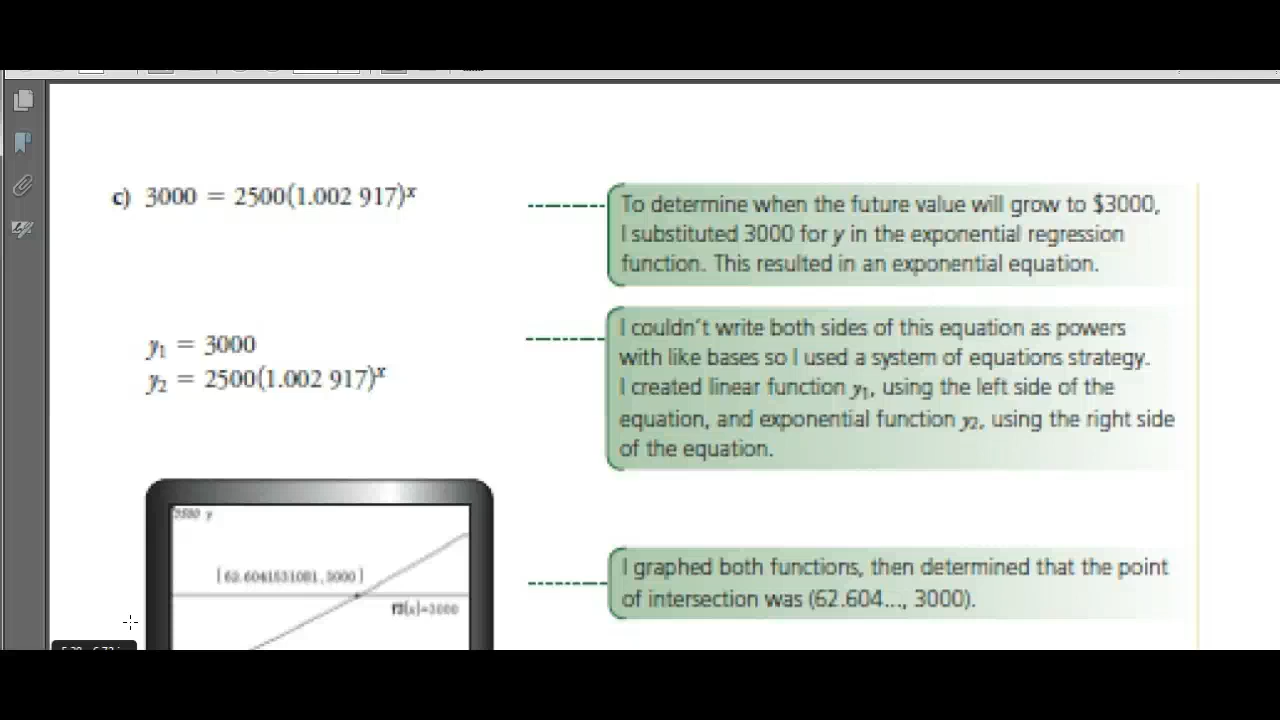 c) 3000 = 2500(1.002 917)ˣ
To determine when the future value will grow to $3000,
I substituted 3000 for y in the exponential regression
function. This resulted in an exponential equation.
y₁ = 3000
y₂ = 2500(1.002 917)ˣ
I couldn't write both sides of this equation as powers
with like bases so I used a system of equations strategy.
I created linear function y₁, using the left side of the
equation, and exponential function y₂, using the right side
of the equation.
3500 y
(62.6041531081, 3000)
f3(x)=3000
I graphed both functions, then determined that the point
of intersection was (62.604..., 3000).